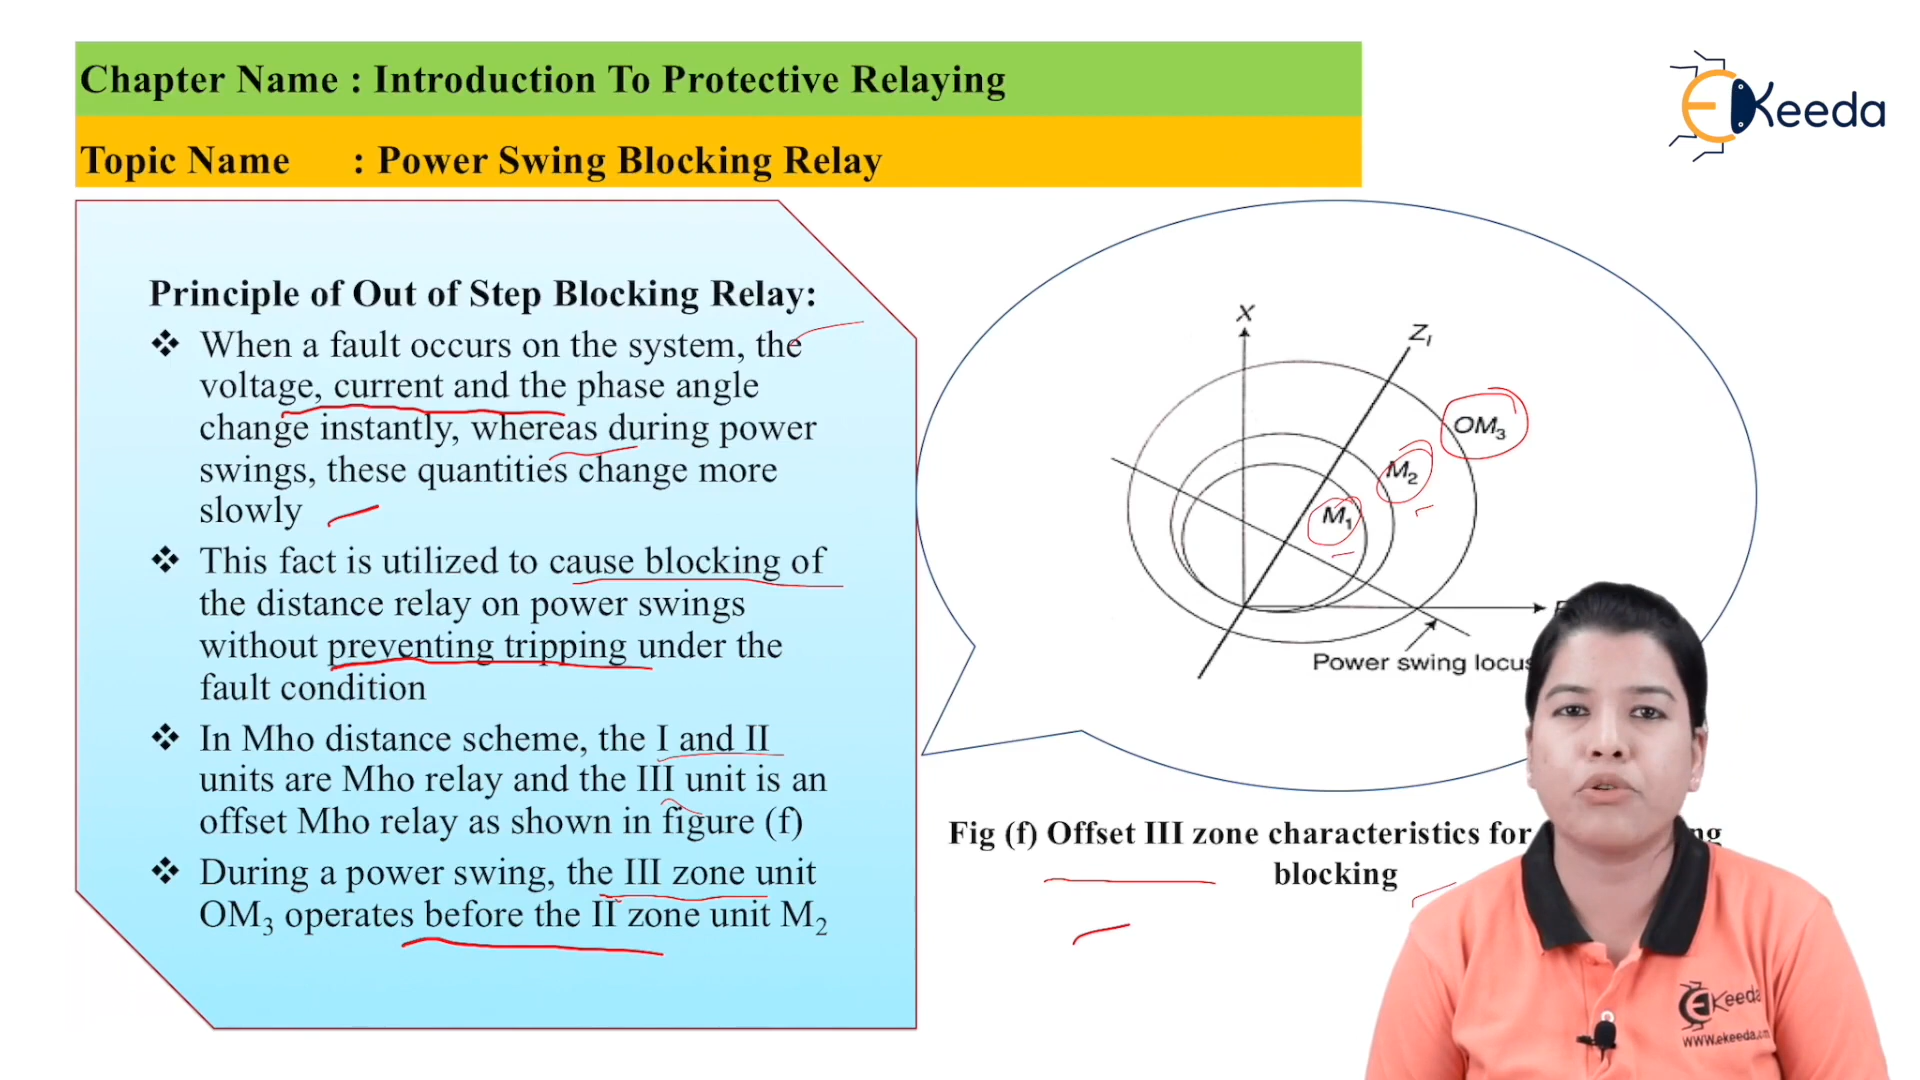 Chapter Name : Introduction To Protective Relaying
Topic Name : Power Swing Blocking Relay
EKeeda
Principle of Out of Step Blocking Relay:
❖ When a fault occurs on the system, the
voltage, current and the phase angle
change instantly, whereas during power
swings, these quantities change more
slowly
❖ This fact is utilized to cause blocking of
the distance relay on power swings
without preventing tripping under the
fault condition
❖ In Mho distance scheme, the I and II
units are Mho relay and the III unit is an
offset Mho relay as shown in figure (f)
❖ During a power swing, the III zone unit
OM₃ operates before the II zone unit M₂
X
Zₗ
OM₃
M₂
M₁
Power swing locus
Fig (f) Offset III zone characteristics for
blocking
EKeeda